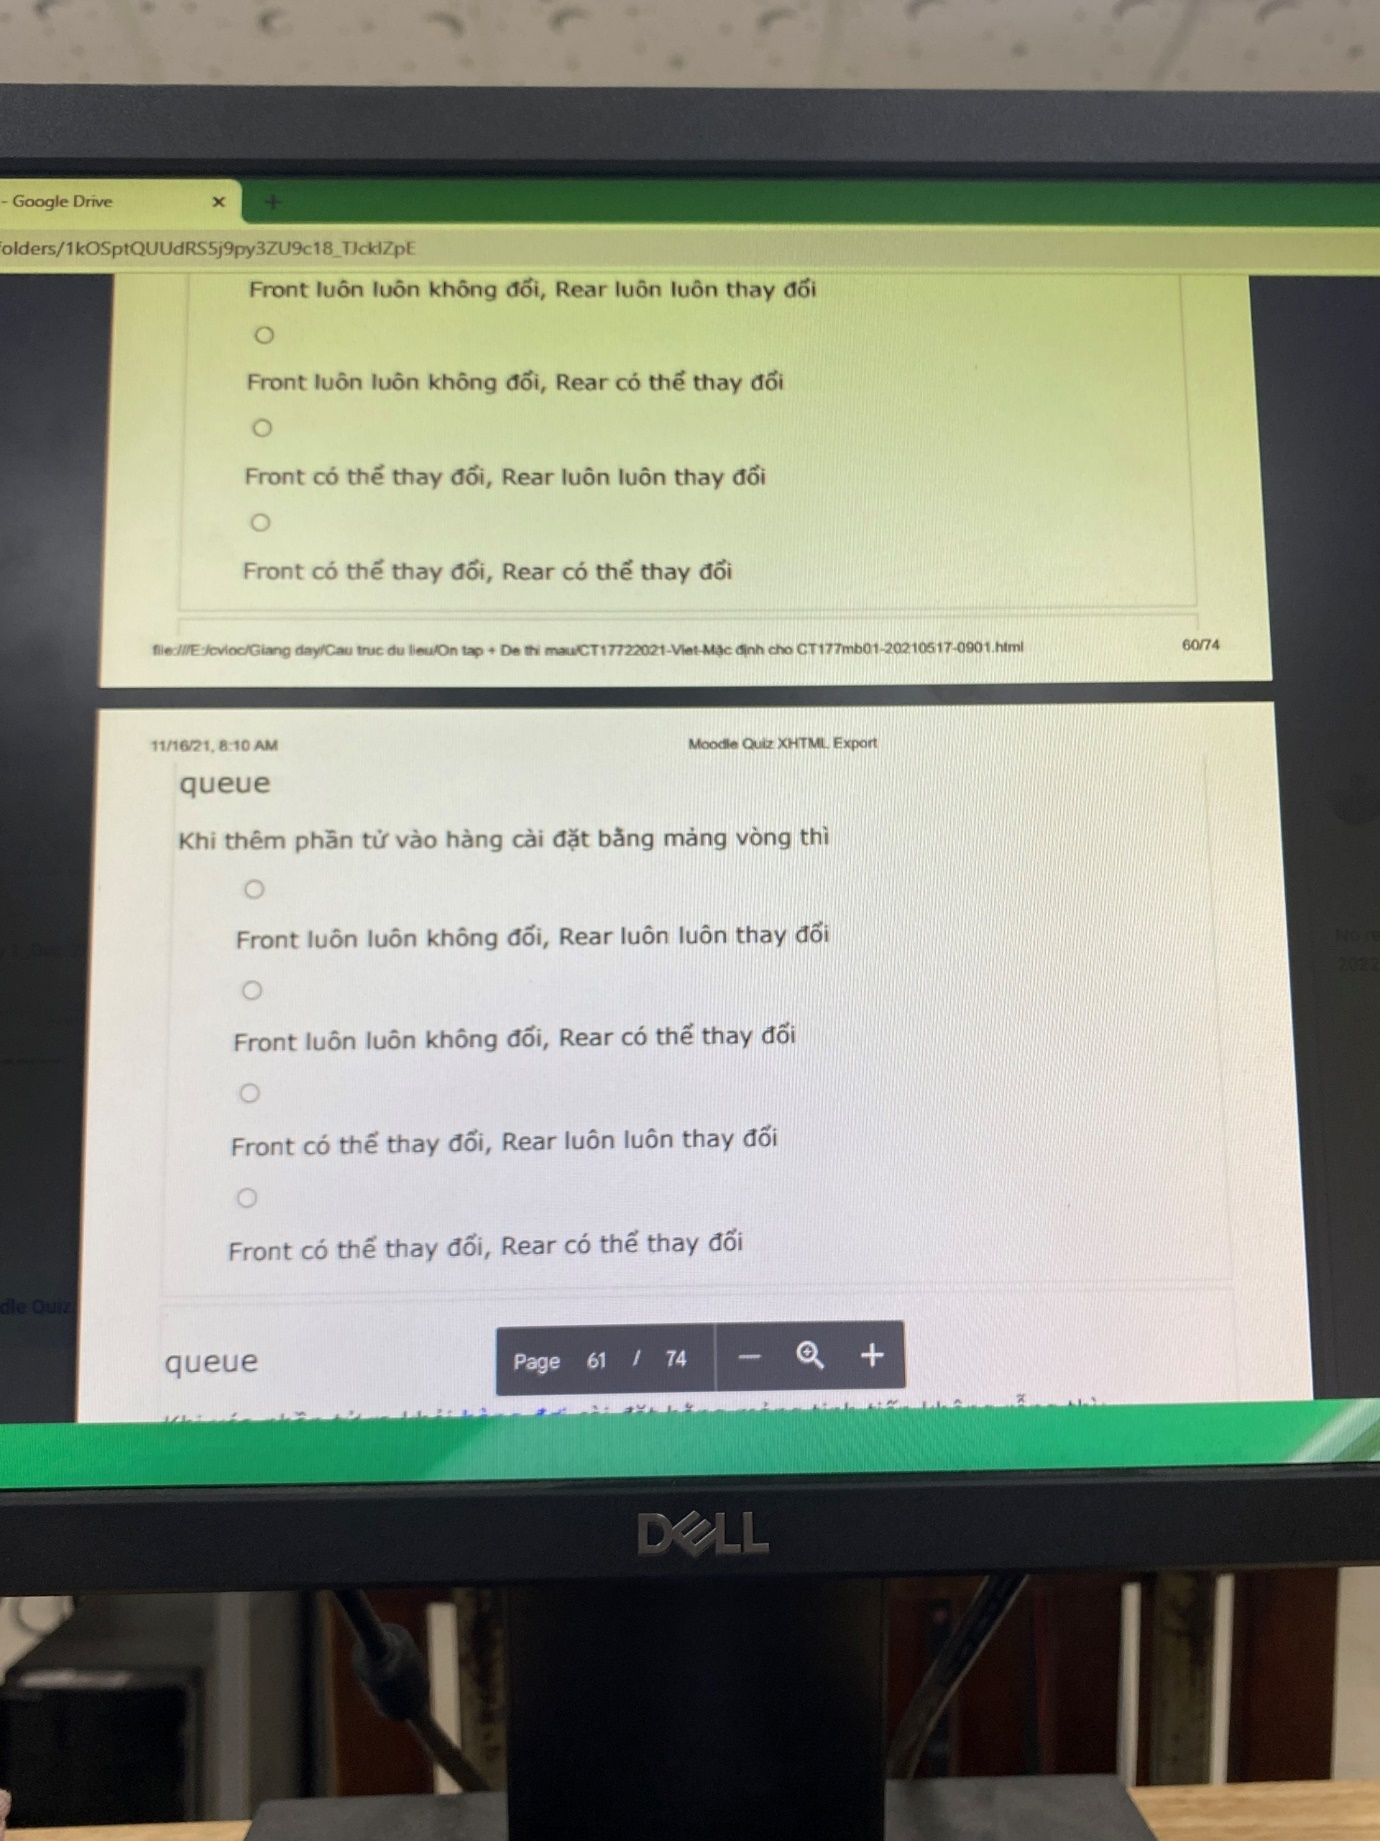 - Google Drive
olders/1kOSptQUUdRS5j9py3ZU9c18_TJcklZpE
Front luôn luôn không đổi, Rear luôn luôn thay đổi
Front luôn luôn không đổi, Rear có thể thay đổi
Front có thể thay đổi, Rear luôn luôn thay đổi
Front có thể thay đổi, Rear có thể thay đổi
file:///E:/cvloc/Giang day/Cau truc du lieu/On tap + De thi mau/CT17722021-Viet-Mặc định cho CT177mb01-20210517-0901.html 60/74
11/16/21, 8:10 AM Moodle Quiz XHTML Export
queue
Khi thêm phần tử vào hàng cài đặt bằng mảng vòng thì
Front luôn luôn không đổi, Rear luôn luôn thay đổi
Front luôn luôn không đổi, Rear có thể thay đổi
Front có thể thay đổi, Rear luôn luôn thay đổi
Front có thể thay đổi, Rear có thể thay đổi
dle Quiz
queue
Page 61 / 74
DELL